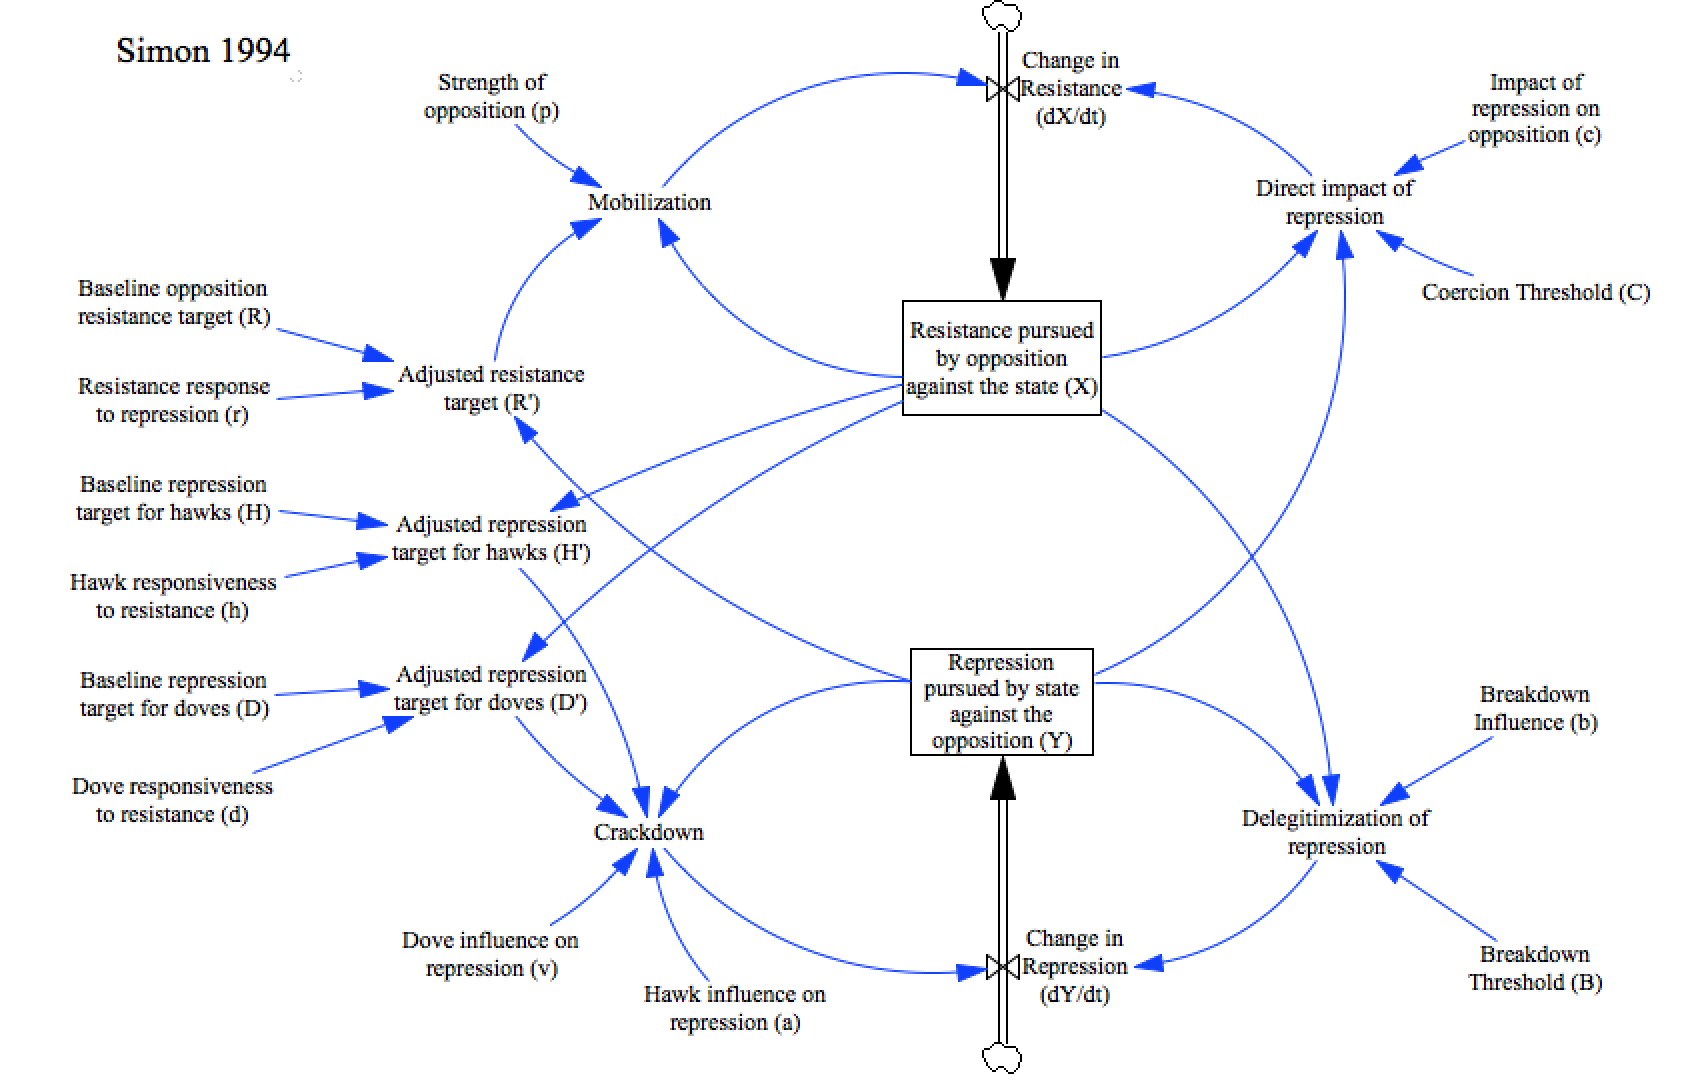 Simon 1994
Strength of
opposition (p)
Change in
Resistance
(dX/dt)
Impact of
repression on
opposition (c)
Mobilization
Direct impact of
repression
Baseline opposition
resistance target (R)
Coercion Threshold (C)
Resistance pursued
by opposition
against the state (X)
Resistance response
to repression (r)
Adjusted resistance
target (R')
Baseline repression
target for hawks (H)
Adjusted repression
target for hawks (H')
Hawk responsiveness
to resistance (h)
Baseline repression
target for doves (D)
Adjusted repression
target for doves (D')
Repression
pursued by state
against the
opposition (Y)
Breakdown
Influence (b)
Dove responsiveness
to resistance (d)
Crackdown
Delegitimization of
repression
Dove influence on
repression (v)
Hawk influence on
repression (a)
Change in
Repression
(dY/dt)
Breakdown
Threshold (B)